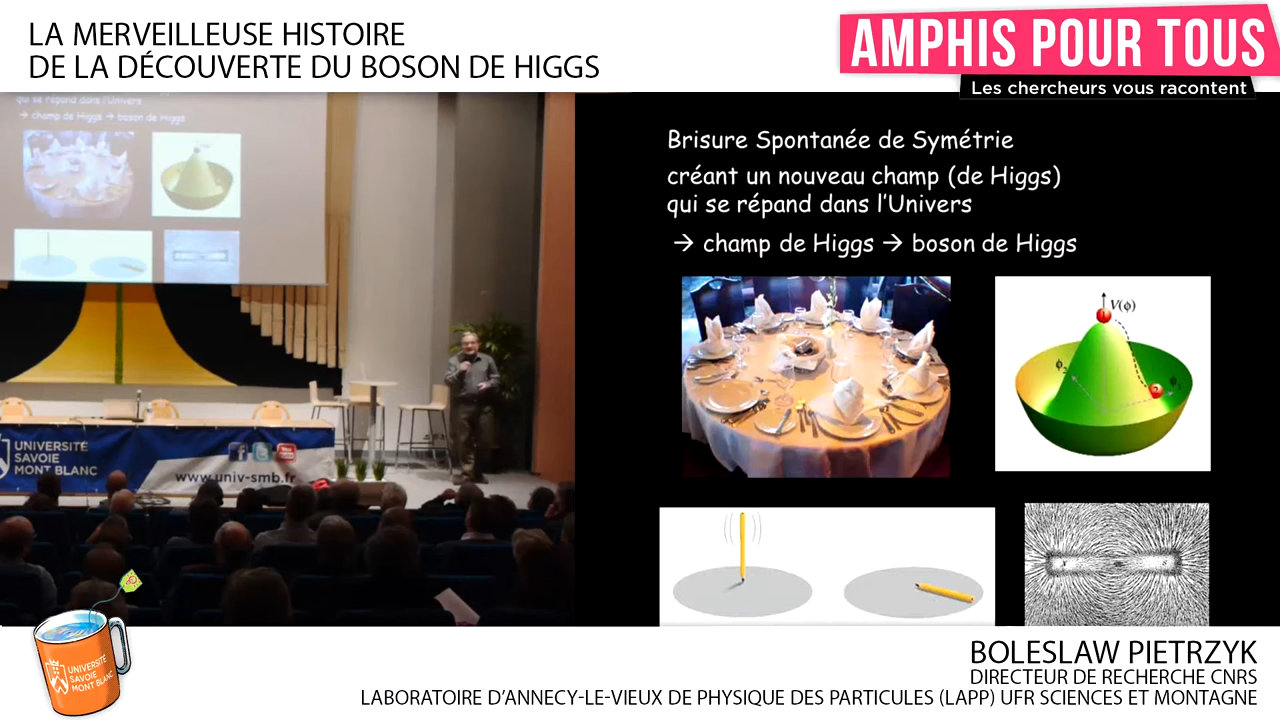 LA MERVEILLEUSE HISTOIRE
DE LA DÉCOUVERTE DU BOSON DE HIGGS
AMPHIS POUR TOUS
Les chercheurs vous racontent
qui se répand dans l'Univers
→ champ de Higgs → boson de Higgs
Brisure Spontanée de Symétrie
créant un nouveau champ (de Higgs)
qui se répand dans l'Univers
→ champ de Higgs → boson de Higgs
V(ϕ)
ϕ₂
ϕ₁
UNIVERSITÉ
SAVOIE
MONT BLANC
www.univ-smb.fr
UNIVERSITÉ
SAVOIE
MONT BLANC
BOLESLAW PIETRZYK
DIRECTEUR DE RECHERCHE CNRS
LABORATOIRE D'ANNECY-LE-VIEUX DE PHYSIQUE DES PARTICULES (LAPP) UFR SCIENCES ET MONTAGNE